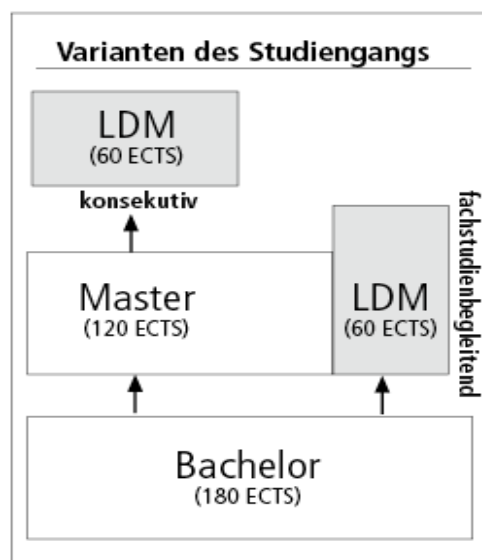 Varianten des Studiengangs
LDM
(60 ECTS)
konsekutiv
Master
(120 ECTS)
LDM
(60 ECTS)
fachstudienbegleitend
Bachelor
(180 ECTS)